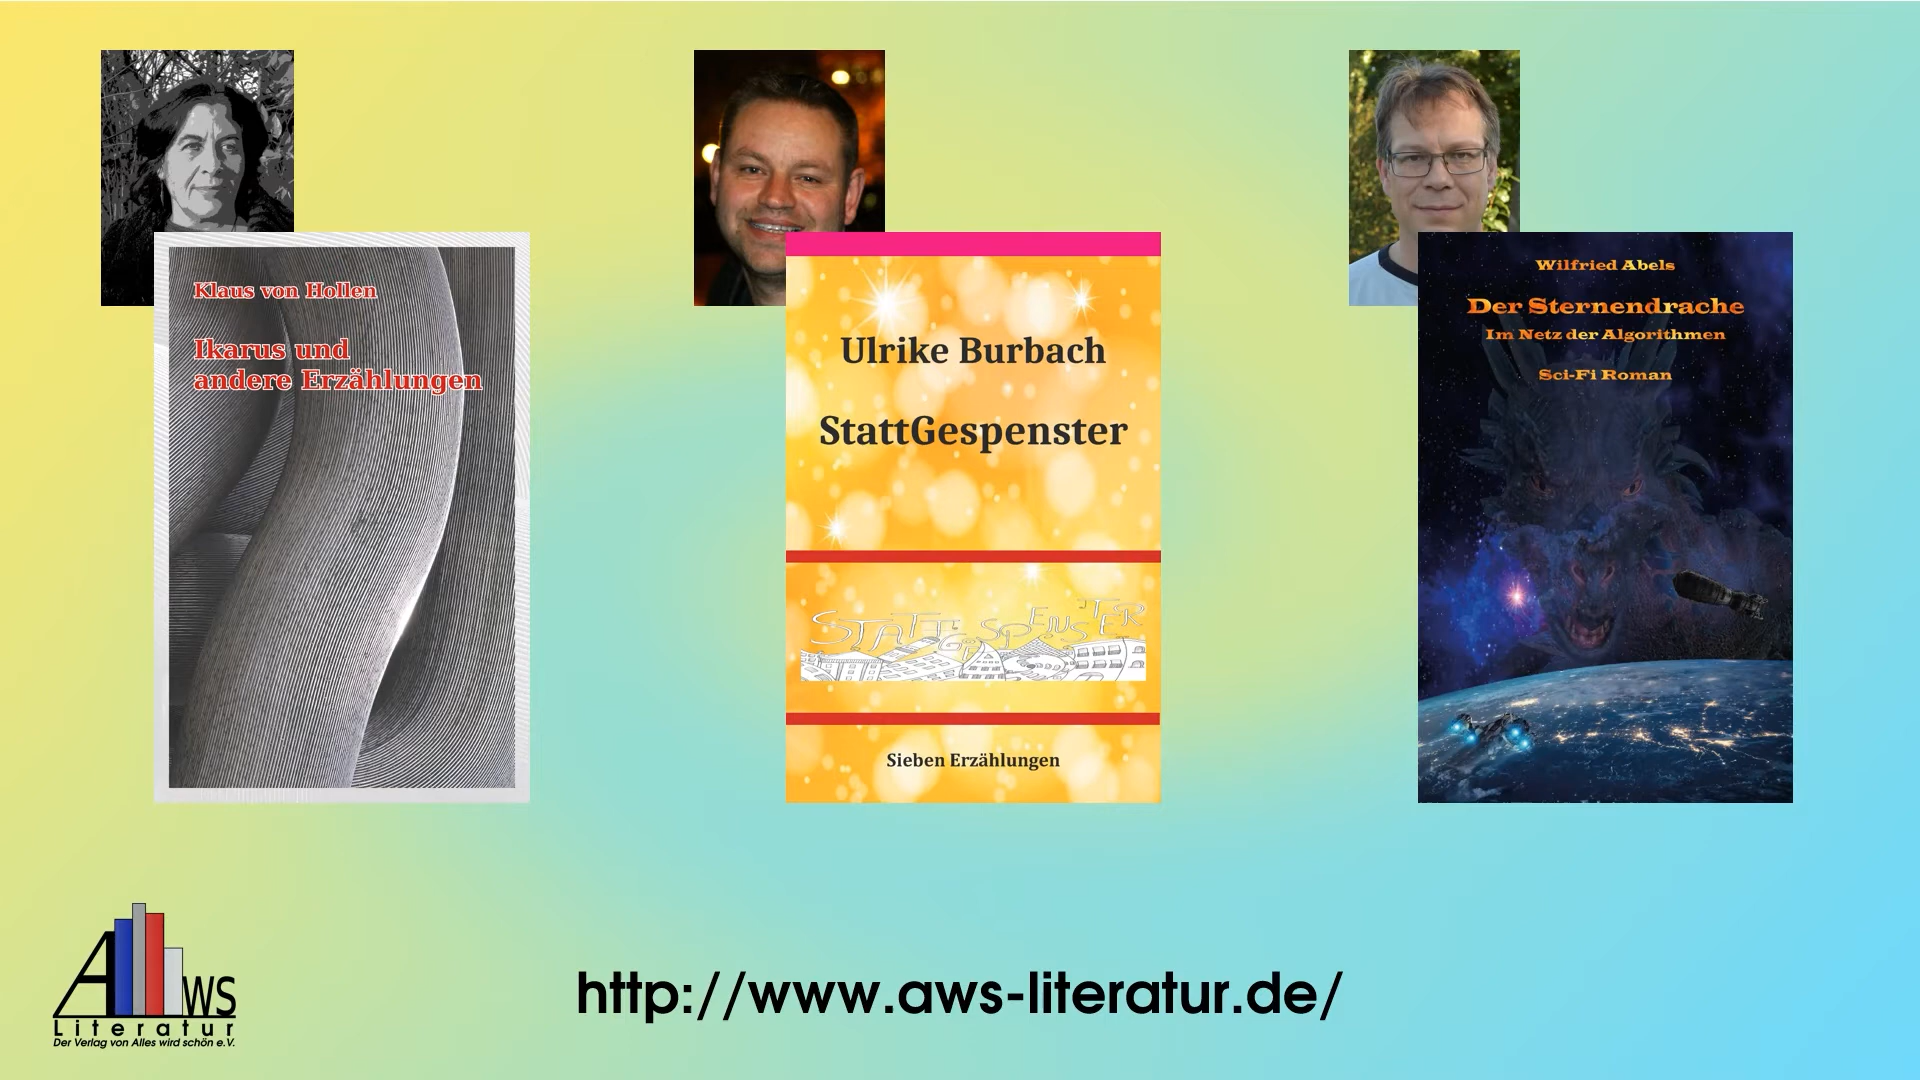 Klaus von Hollen
Ikarus und
andere Erzählungen
Ulrike Burbach
StattGespenster
STATTGESPENSTER
Sieben Erzählungen
Wilfried Abels
Der Sternendrache
Im Netz der Algorithmen
Sci-Fi Roman
AWS
Literatur
Der Verlag von Alles wird schön e.V.
http://www.aws-literatur.de/